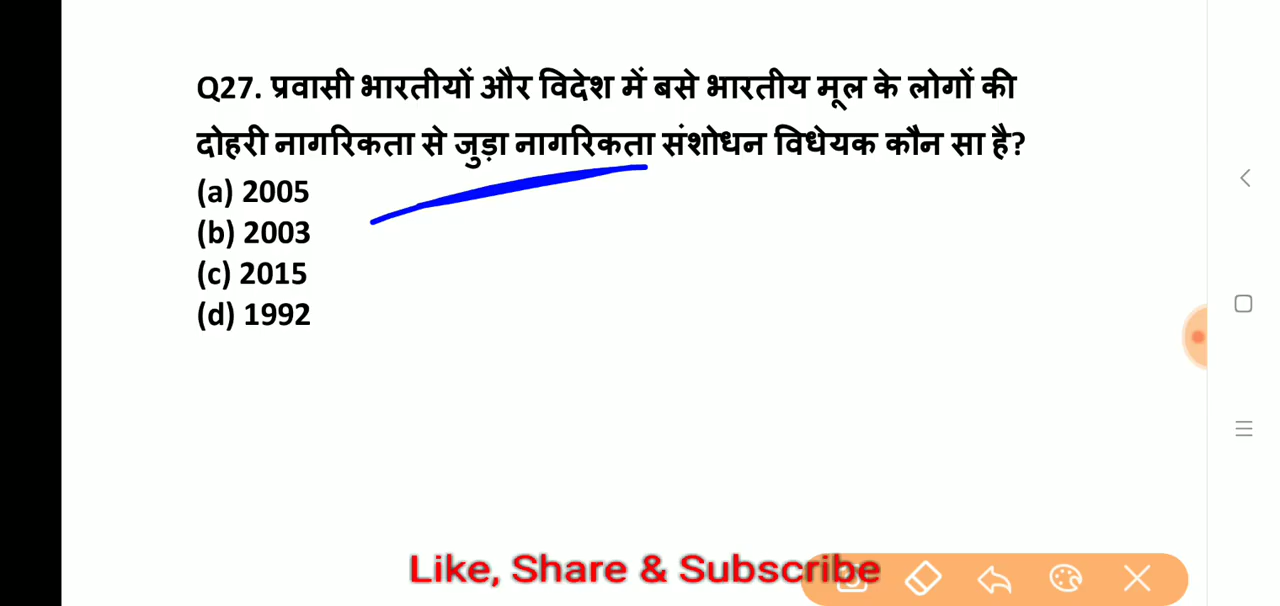 Q27. प्रवासी भारतीयों और विदेश में बसे भारतीय मूल के लोगों की
दोहरी नागरिकता से जुड़ा नागरिकता संशोधन विधेयक कौन सा है?
(a) 2005
(b) 2003
(c) 2015
(d) 1992
Like, Share & Subscribe